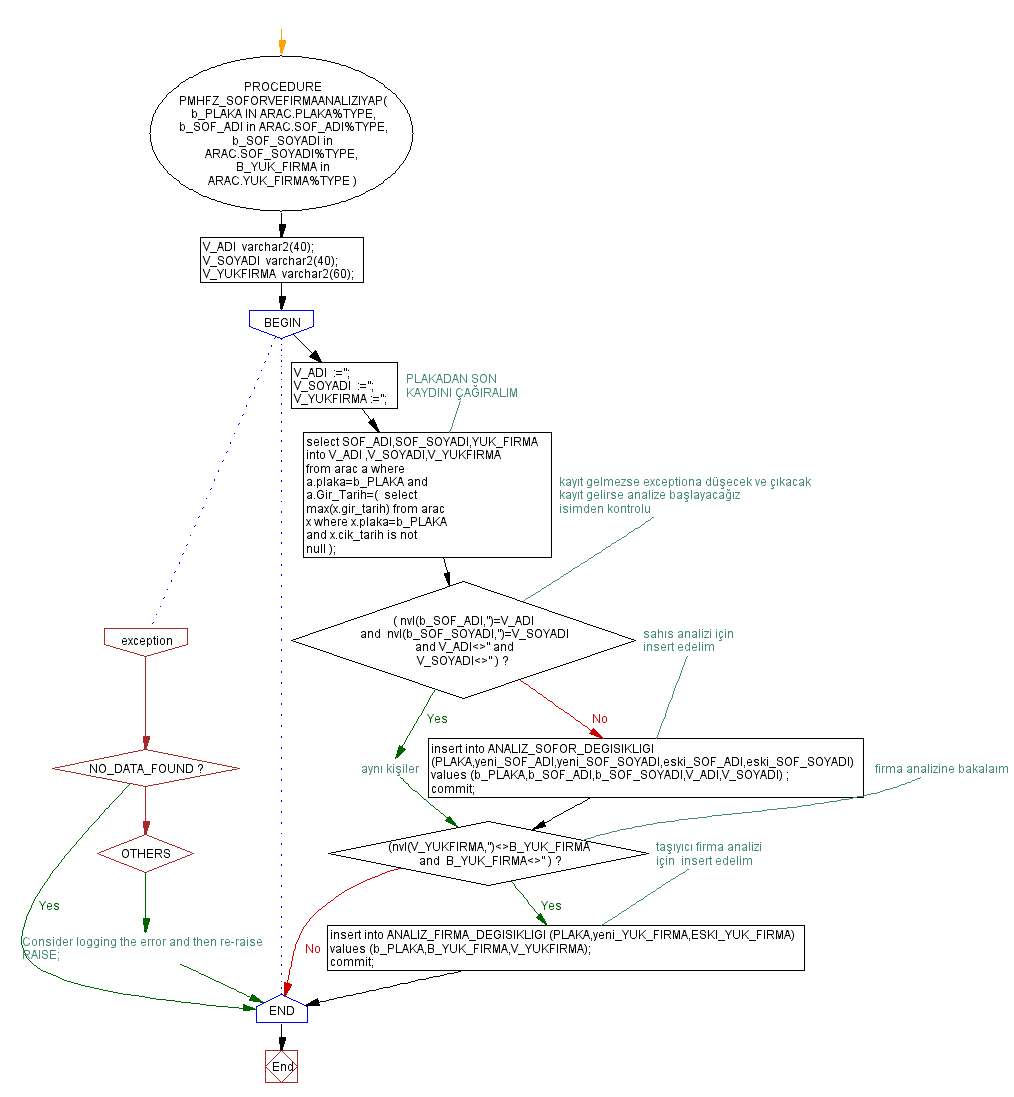 PROCEDURE
PMHFZ_SOFORVEFIRMAANALIZIYAP(
b_PLAKA IN ARAC.PLAKA%TYPE,
b_SOF_ADI in ARAC.SOF_ADI%TYPE,
b_SOF_SOYADI in
ARAC.SOF_SOYADI%TYPE,
B_YUK_FIRMA in
ARAC.YUK_FIRMA%TYPE )
V_ADI varchar2(40);
V_SOYADI varchar2(40);
V_YUKFIRMA varchar2(60);
BEGIN
V_ADI :='';
V_SOYADI :='';
V_YUKFIRMA :='';
PLAKADAN SON
KAYDINI ÇAĞIRALIM
select SOF_ADI,SOF_SOYADI,YUK_FIRMA
into V_ADI ,V_SOYADI,V_YUKFIRMA
from arac a where
a.plaka=b_PLAKA and
a.Gir_Tarih=( select
max(x.gir_tarih) from arac
x where x.plaka=b_PLAKA
and x.cik_tarih is not
null );
kayıt gelmezse exceptiona düşecek ve çıkacak
kayıt gelirse analize başlayacağız
isimden kontrolu
( nvl(b_SOF_ADI,'')=V_ADI
and nvl(b_SOF_SOYADI,'')=V_SOYADI
and V_ADI<>'' and
V_SOYADI<>'' ) ?
exception
sahıs analizi için
insert edelim
Yes
No
insert into ANALIZ_SOFOR_DEGISIKLIGI
(PLAKA,yeni_SOF_ADI,yeni_SOF_SOYADI,eski_SOF_ADI,eski_SOF_SOYADI)
values (b_PLAKA,b_SOF_ADI,b_SOF_SOYADI,V_ADI,V_SOYADI) ;
commit;
NO_DATA_FOUND ?
aynı kişiler
firma analizine bakalaım
(nvl(V_YUKFIRMA,'')<>B_YUK_FIRMA
and B_YUK_FIRMA<>'' ) ?
taşıyıcı firma analizi
için insert edelim
OTHERS
Yes
Yes
insert into ANALIZ_FIRMA_DEGISIKLIGI (PLAKA,yeni_YUK_FIRMA,ESKI_YUK_FIRMA)
values (b_PLAKA,B_YUK_FIRMA,V_YUKFIRMA);
commit;
No
Consider logging the error and then re-raise
RAISE;
END
End